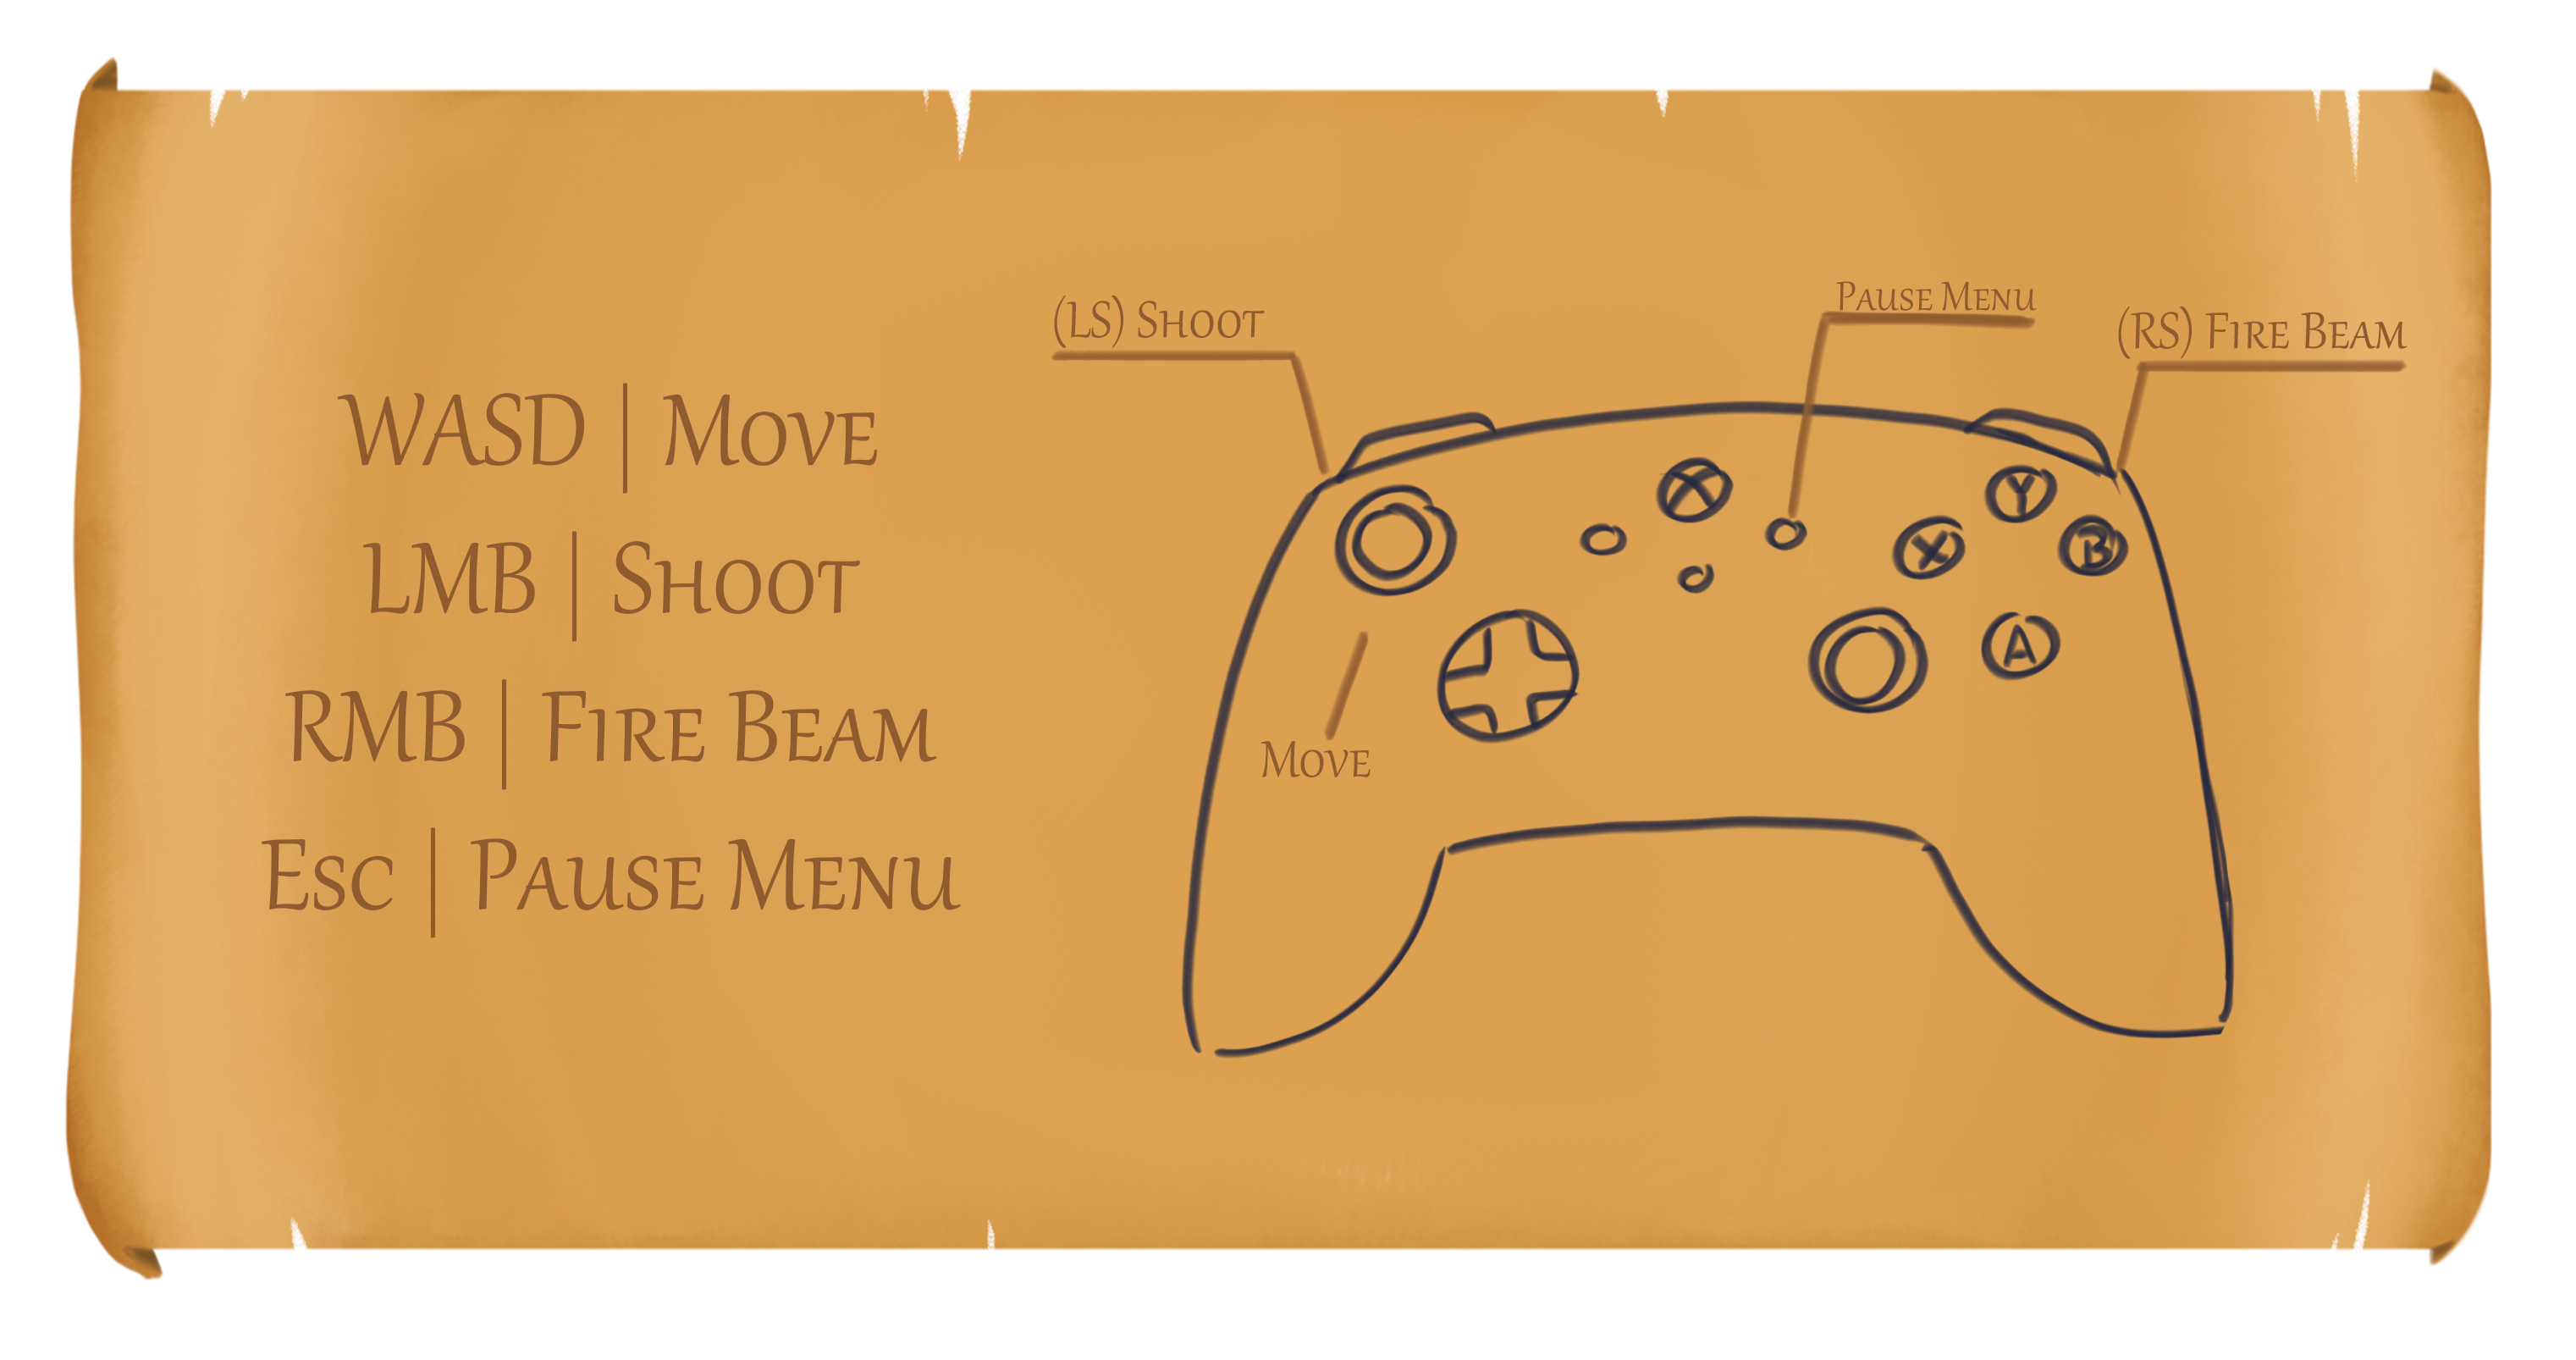 WASD | Move
LMB | Shoot
RMB | Fire Beam
Esc | Pause Menu
(LS) Shoot
Pause Menu
(RS) Fire Beam
X
Y
X
B
A
Move